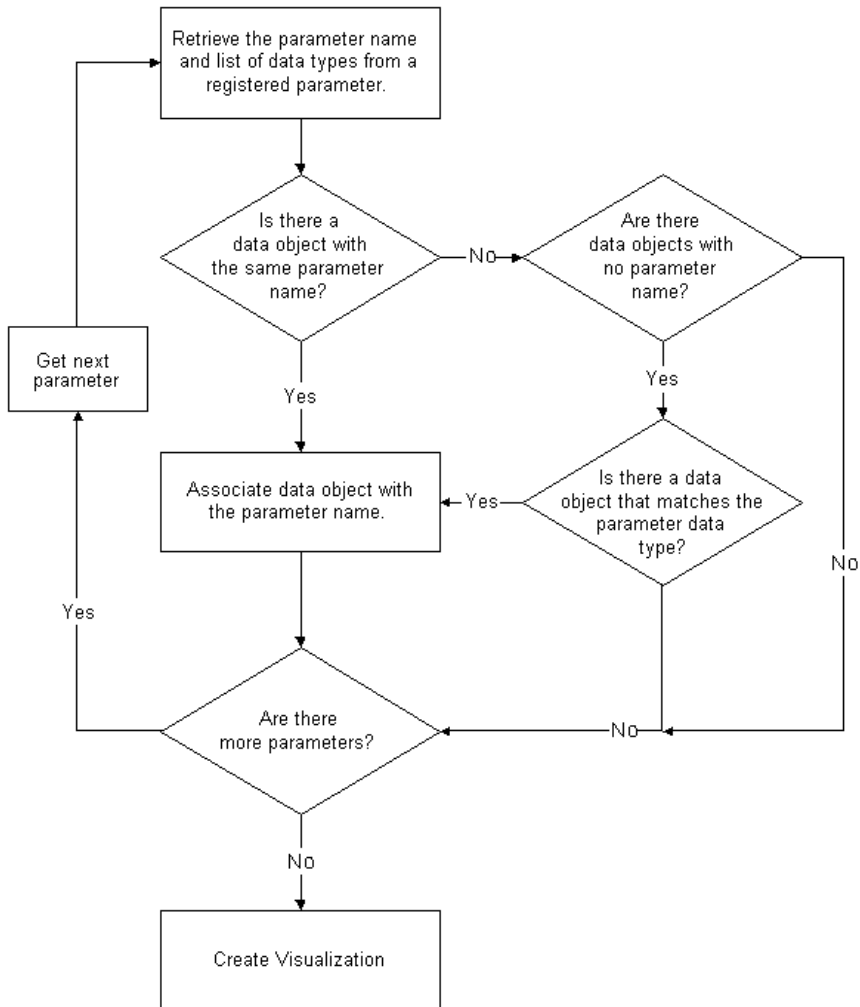 Retrieve the parameter name
and list of data types from a
registered parameter.
Is there a
data object with
the same parameter
name?
No
Are there
data objects with
no parameter
name?
Get next
parameter
Yes
Yes
Associate data object with
the parameter name.
Yes
Is there a data
object that matches the
parameter data
type?
No
Yes
Are there
more parameters?
No
No
Create Visualization